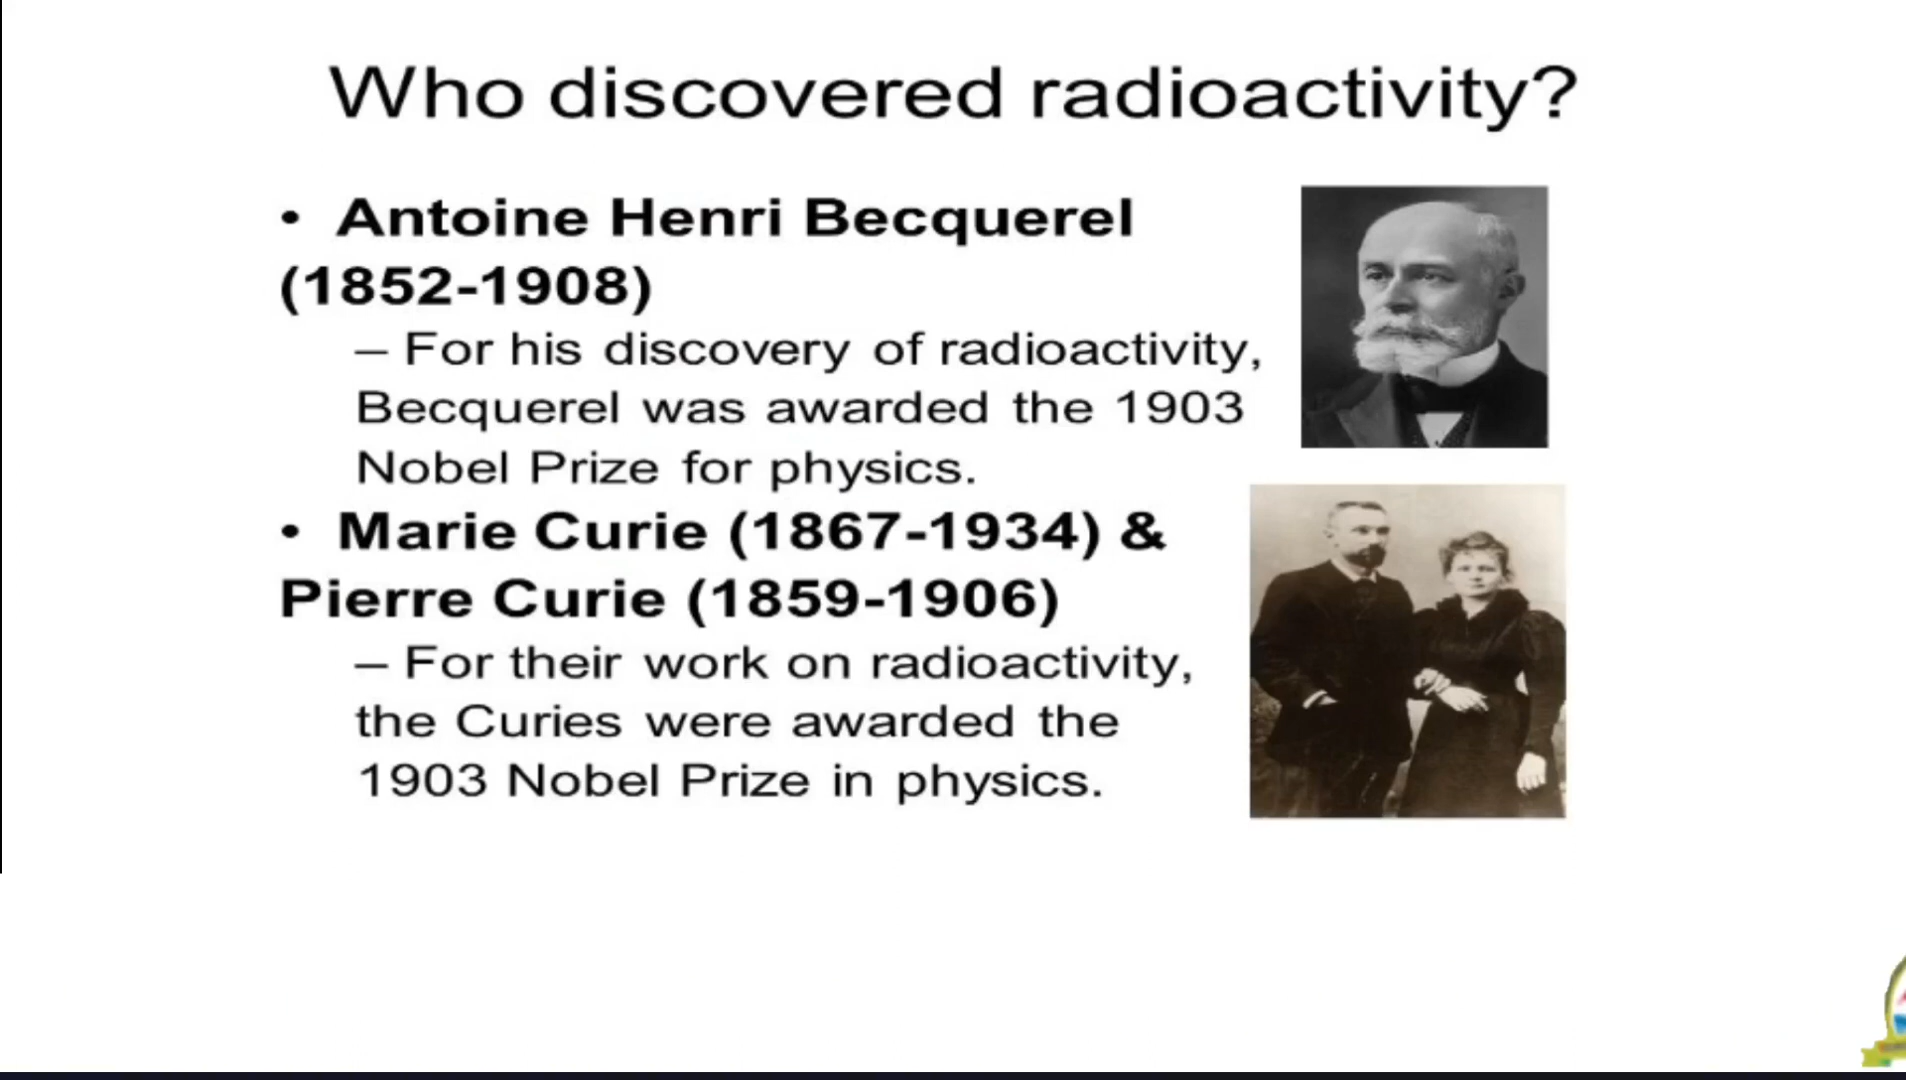 Who discovered radioactivity?
• Antoine Henri Becquerel
(1852-1908)
– For his discovery of radioactivity,
Becquerel was awarded the 1903
Nobel Prize for physics.
• Marie Curie (1867-1934) &
Pierre Curie (1859-1906)
– For their work on radioactivity,
the Curies were awarded the
1903 Nobel Prize in physics.